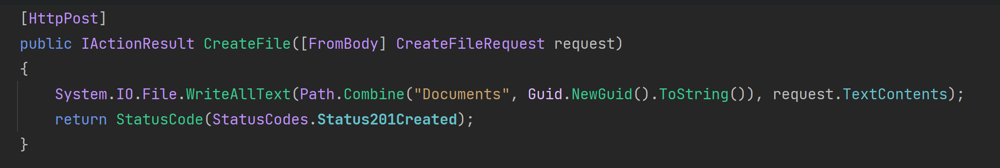 [HttpPost]
public IActionResult CreateFile([FromBody] CreateFileRequest request)
{
    System.IO.File.WriteAllText(Path.Combine("Documents", Guid.NewGuid().ToString()), request.TextContents);
    return StatusCode(StatusCodes.Status201Created);
}